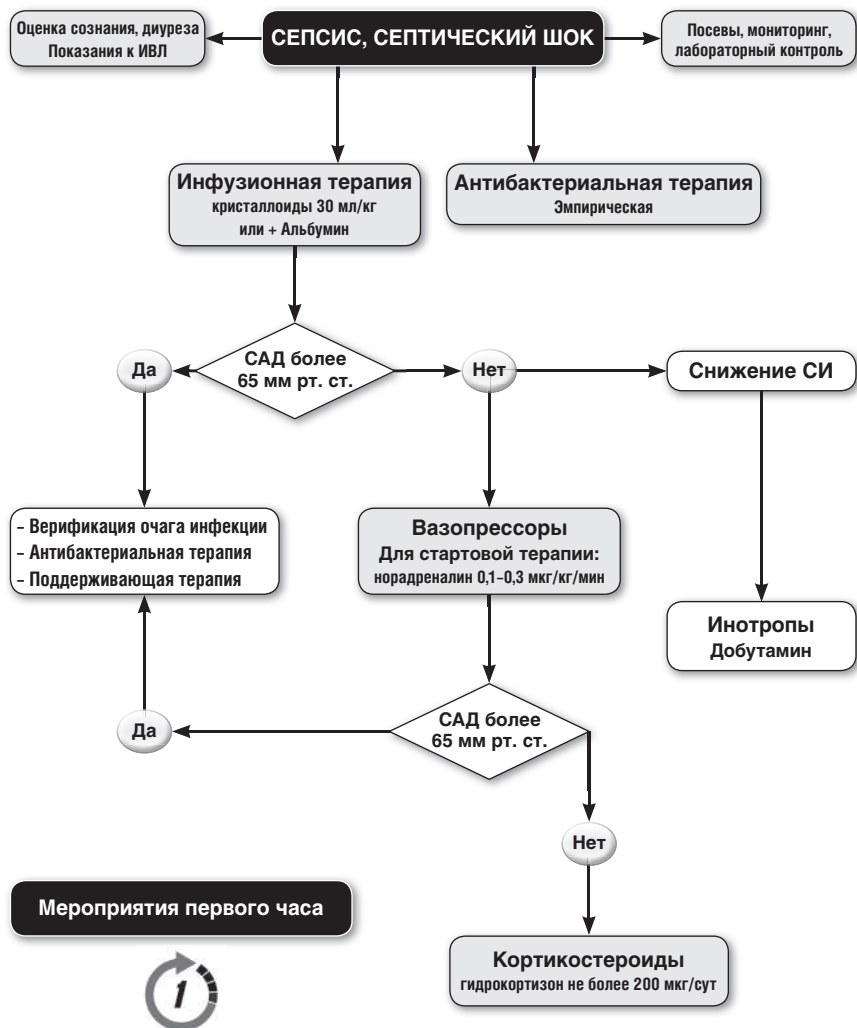 Оценка сознания, диуреза
Показания к ИВЛ
СЕПСИС, СЕПТИЧЕСКИЙ ШОК
Посевы, мониторинг,
лабораторный контроль
Инфузионная терапия
кристаллоиды 30 мл/кг
или + Альбумин
Антибактериальная терапия
Эмпирическая
Да
САД более
65 мм рт. ст.
Нет
Снижение СИ
– Верификация очага инфекции
– Антибактериальная терапия
– Поддерживающая терапия
Вазопрессоры
Для стартовой терапии:
норадреналин 0,1–0,3 мкг/кг/мин
Инотропы
Добутамин
Да
САД более
65 мм рт. ст.
Нет
Мероприятия первого часа
1
Кортикостероиды
гидрокортизон не более 200 мкг/сут